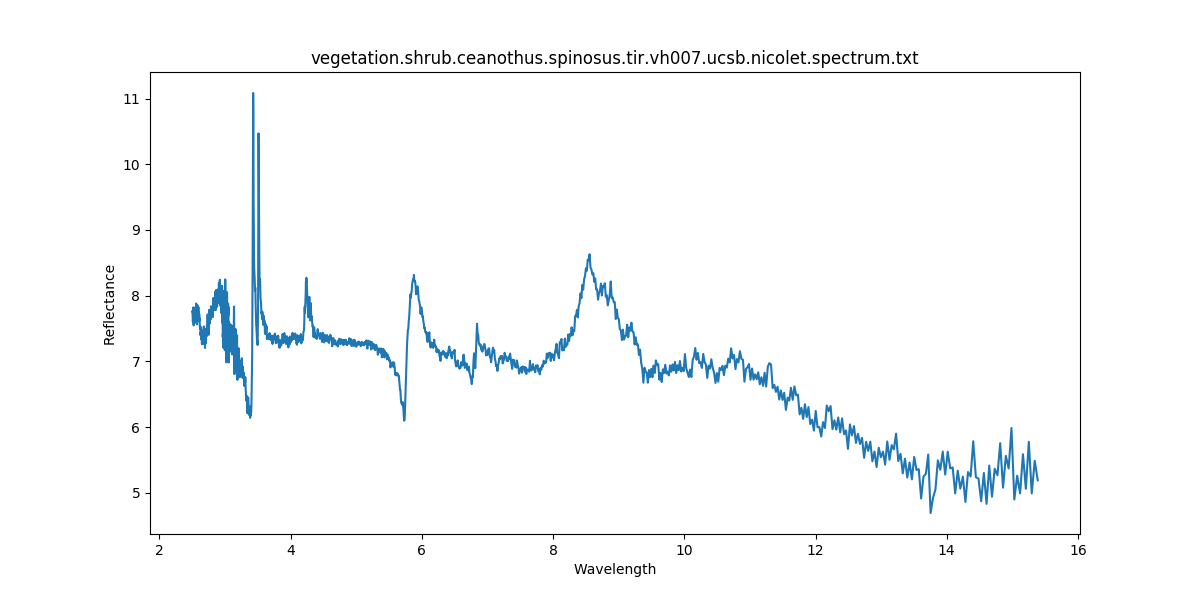 vegetation.shrub.ceanothus.spinosus.tir.vh007.ucsb.nicolet.spectrum.txt
11
10
9
8
7
6
5
Reflectance
2 4 6 8 10 12 14 16
Wavelength